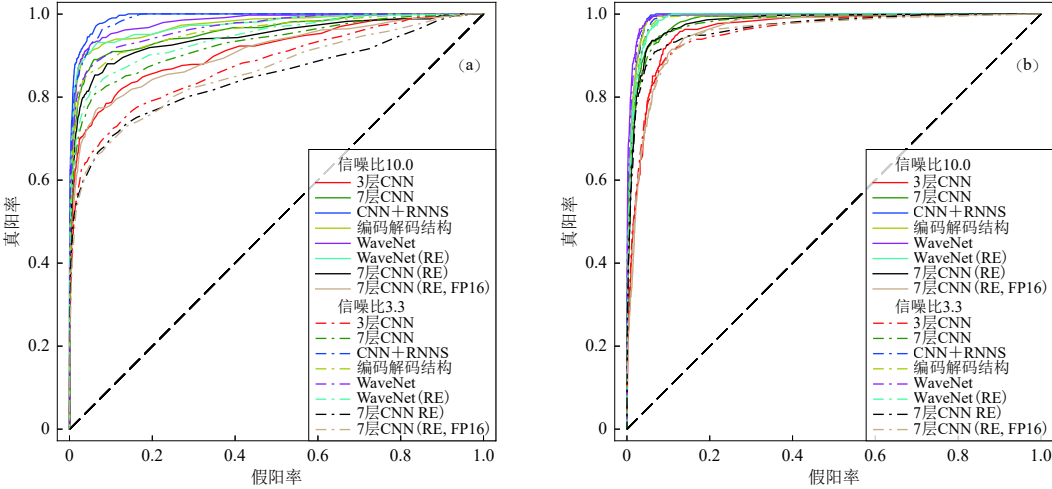 1.0
0.8
0.6
0.4
0.2
0
真阳率
(a)
信噪比10.0
3层CNN
7层CNN
CNN+RNNS
编码解码结构
WaveNet
WaveNet(RE)
7层CNN(RE)
7层CNN(RE, FP16)
信噪比3.3
3层CNN
7层CNN
CNN+RNNS
编码解码结构
WaveNet
WaveNet(RE)
7层CNN RE)
7层CNN(RE, FP16)
0 0.2 0.4 0.6 0.8 1.0
假阳率
1.0
0.8
0.6
0.4
0.2
0
真阳率
(b)
信噪比10.0
3层CNN
7层CNN
CNN+RNNS
编码解码结构
WaveNet
WaveNet(RE)
7层CNN(RE)
7层CNN(RE, FP16)
信噪比3.3
3层CNN
7层CNN
CNN+RNNS
编码解码结构
WaveNet
WaveNet(RE)
7层CNN RE)
7层CNN(RE, FP16)
0 0.2 0.4 0.6 0.8 1.0
假阳率